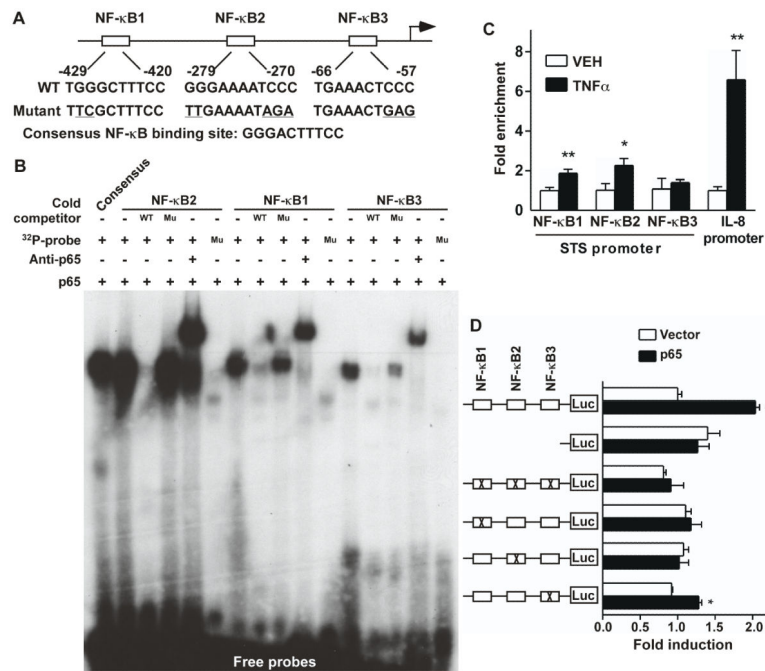 A
NF-κB1 NF-κB2 NF-κB3
-429 -420 -279 -270 -66 -57
WT TGGGCTTTCC GGGAAAATCCC TGAAACTCCC
Mutant TTCGCTTTCC TTGAAAATAGA TGAAACTGAG
Consensus NF-κB binding site: GGGACTTTCC
B
Consensus
NF-κB2 NF-κB1 NF-κB3
Cold competitor - - WT Mu - - - WT Mu - - - WT Mu - -
³²P-probe + + + + + Mu + + + + Mu + + + + Mu
Anti-p65 - - - - + - - - - + - - - - + -
p65 + + + + + + + + + + + + + + + +
Free probes
C
VEH
TNFα
Fold enrichment
8
6
4
2
0
** * **
NF-κB1 NF-κB2 NF-κB3 IL-8 promoter
STS promoter
D
Vector
p65
NF-κB1 NF-κB2 NF-κB3
Luc
Luc
X X X Luc
X Luc
X Luc
X Luc *
0.0 0.5 1.0 1.5 2.0
Fold induction